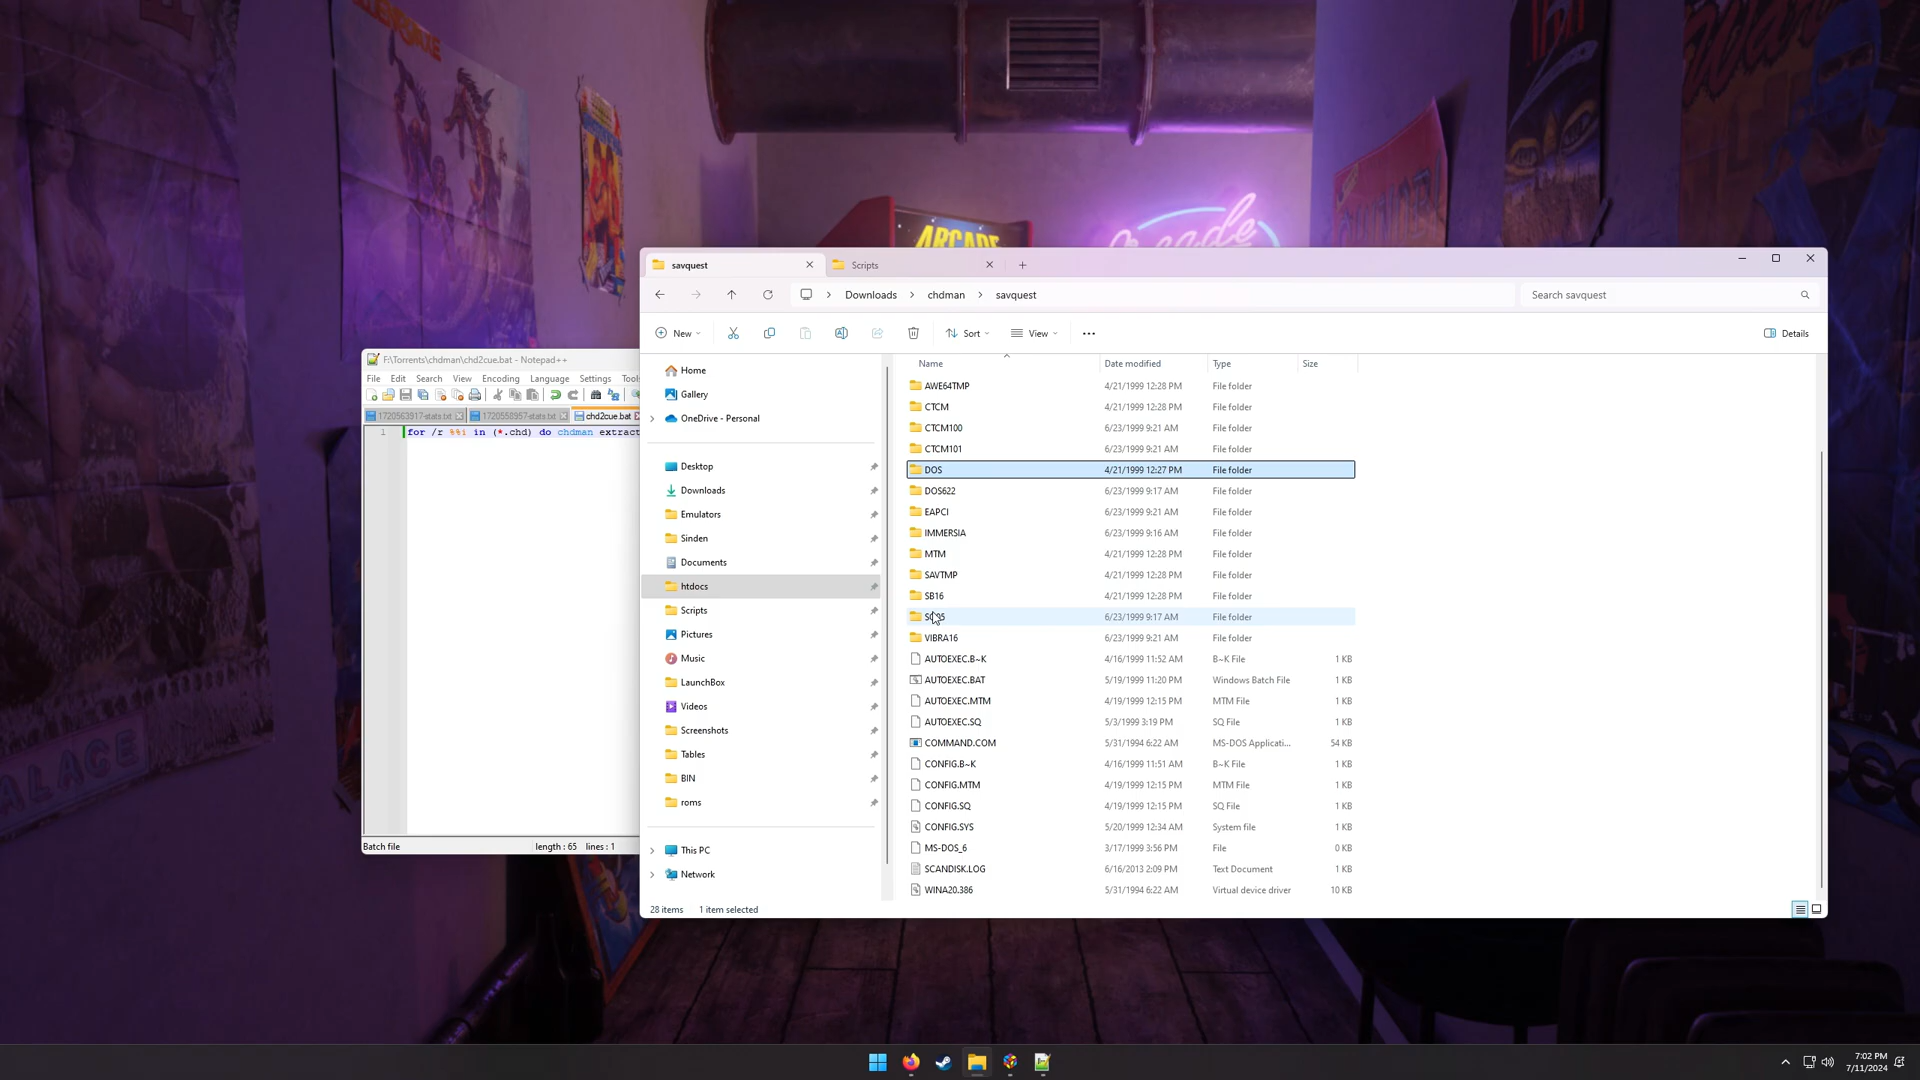 ARCADE
arcade
PALACE
F:\Torrents\chdman\chd2cue.bat - Notepad++
File Edit Search View Encoding Language Settings Tools
1720563917-stats.txt 1720558957-stats.txt chd2cue.bat
1 for /r %%i in (*.chd) do chdman extract
Batch file length : 65 lines : 1
savquest Scripts
Downloads chdman savquest Search savquest
New Sort View Details
Home
Gallery
OneDrive - Personal
Desktop
Downloads
Emulators
Sinden
Documents
htdocs
Scripts
Pictures
Music
LaunchBox
Videos
Screenshots
Tables
BIN
roms
This PC
Network
Name Date modified Type Size
AWE64TMP 4/21/1999 12:28 PM File folder
CTCM 4/21/1999 12:28 PM File folder
CTCM100 6/23/1999 9:21 AM File folder
CTCM101 6/23/1999 9:21 AM File folder
DOS 4/21/1999 12:27 PM File folder
DOS622 6/23/1999 9:17 AM File folder
EAPCI 6/23/1999 9:21 AM File folder
IMMERSIA 6/23/1999 9:16 AM File folder
MTM 4/21/1999 12:28 PM File folder
SAVTMP 4/21/1999 12:28 PM File folder
SB16 4/21/1999 12:28 PM File folder
6/23/1999 9:17 AM File folder
VIBRA16 6/23/1999 9:21 AM File folder
AUTOEXEC.B~K 4/16/1999 11:52 AM B~K File 1 KB
AUTOEXEC.BAT 5/19/1999 11:20 PM Windows Batch File 1 KB
AUTOEXEC.MTM 4/19/1999 12:15 PM MTM File 1 KB
AUTOEXEC.SQ 5/3/1999 3:19 PM SQ File 1 KB
COMMAND.COM 5/31/1994 6:22 AM MS-DOS Applicati... 54 KB
CONFIG.B~K 4/16/1999 11:51 AM B~K File 1 KB
CONFIG.MTM 4/19/1999 12:15 PM MTM File 1 KB
CONFIG.SQ 4/19/1999 12:15 PM SQ File 1 KB
CONFIG.SYS 5/20/1999 12:34 AM System file 1 KB
MS-DOS_6 3/17/1999 3:56 PM File 0 KB
SCANDISK.LOG 6/16/2013 2:09 PM Text Document 1 KB
WINA20.386 5/31/1994 6:22 AM Virtual device driver 10 KB
28 items 1 item selected
7:02 PM
7/11/2024